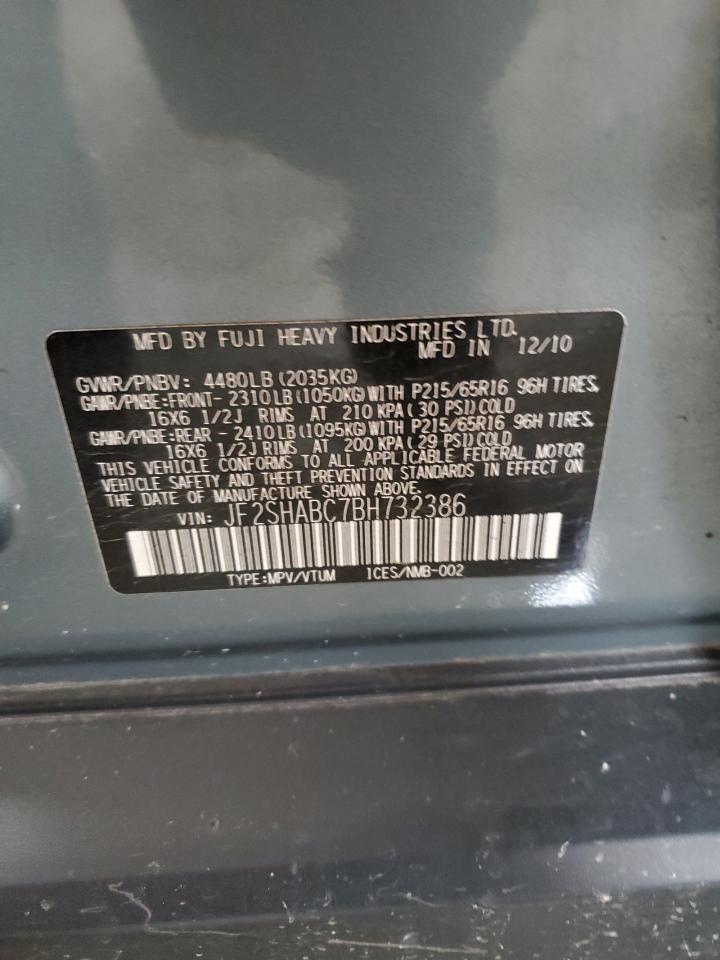 MFD BY FUJI HEAVY INDUSTRIES LTD.
MFD IN 12/10
GVWR/PNBV: 4480LB(2035KG)
GAWR/PNBE:FRONT- 2310LB(1050KG)WITH P215/65R16 96H TIRES,
16X6 1/2J RIMS AT 210 KPA(30 PSI)COLD
GAWR/PNBE:REAR - 2410LB(1095KG)WITH P215/65R16 96H TIRES,
16X6 1/2J RIMS AT 200 KPA(29 PSI)COLD
THIS VEHICLE CONFORMS TO ALL APPLICABLE FEDERAL MOTOR
VEHICLE SAFETY AND THEFT PREVENTION STANDARDS IN EFFECT ON
THE DATE OF MANUFACTURE SHOWN ABOVE.
VIN: JF2SHABC7BH732386
TYPE:MPV/VTUM ICES/NMB-002